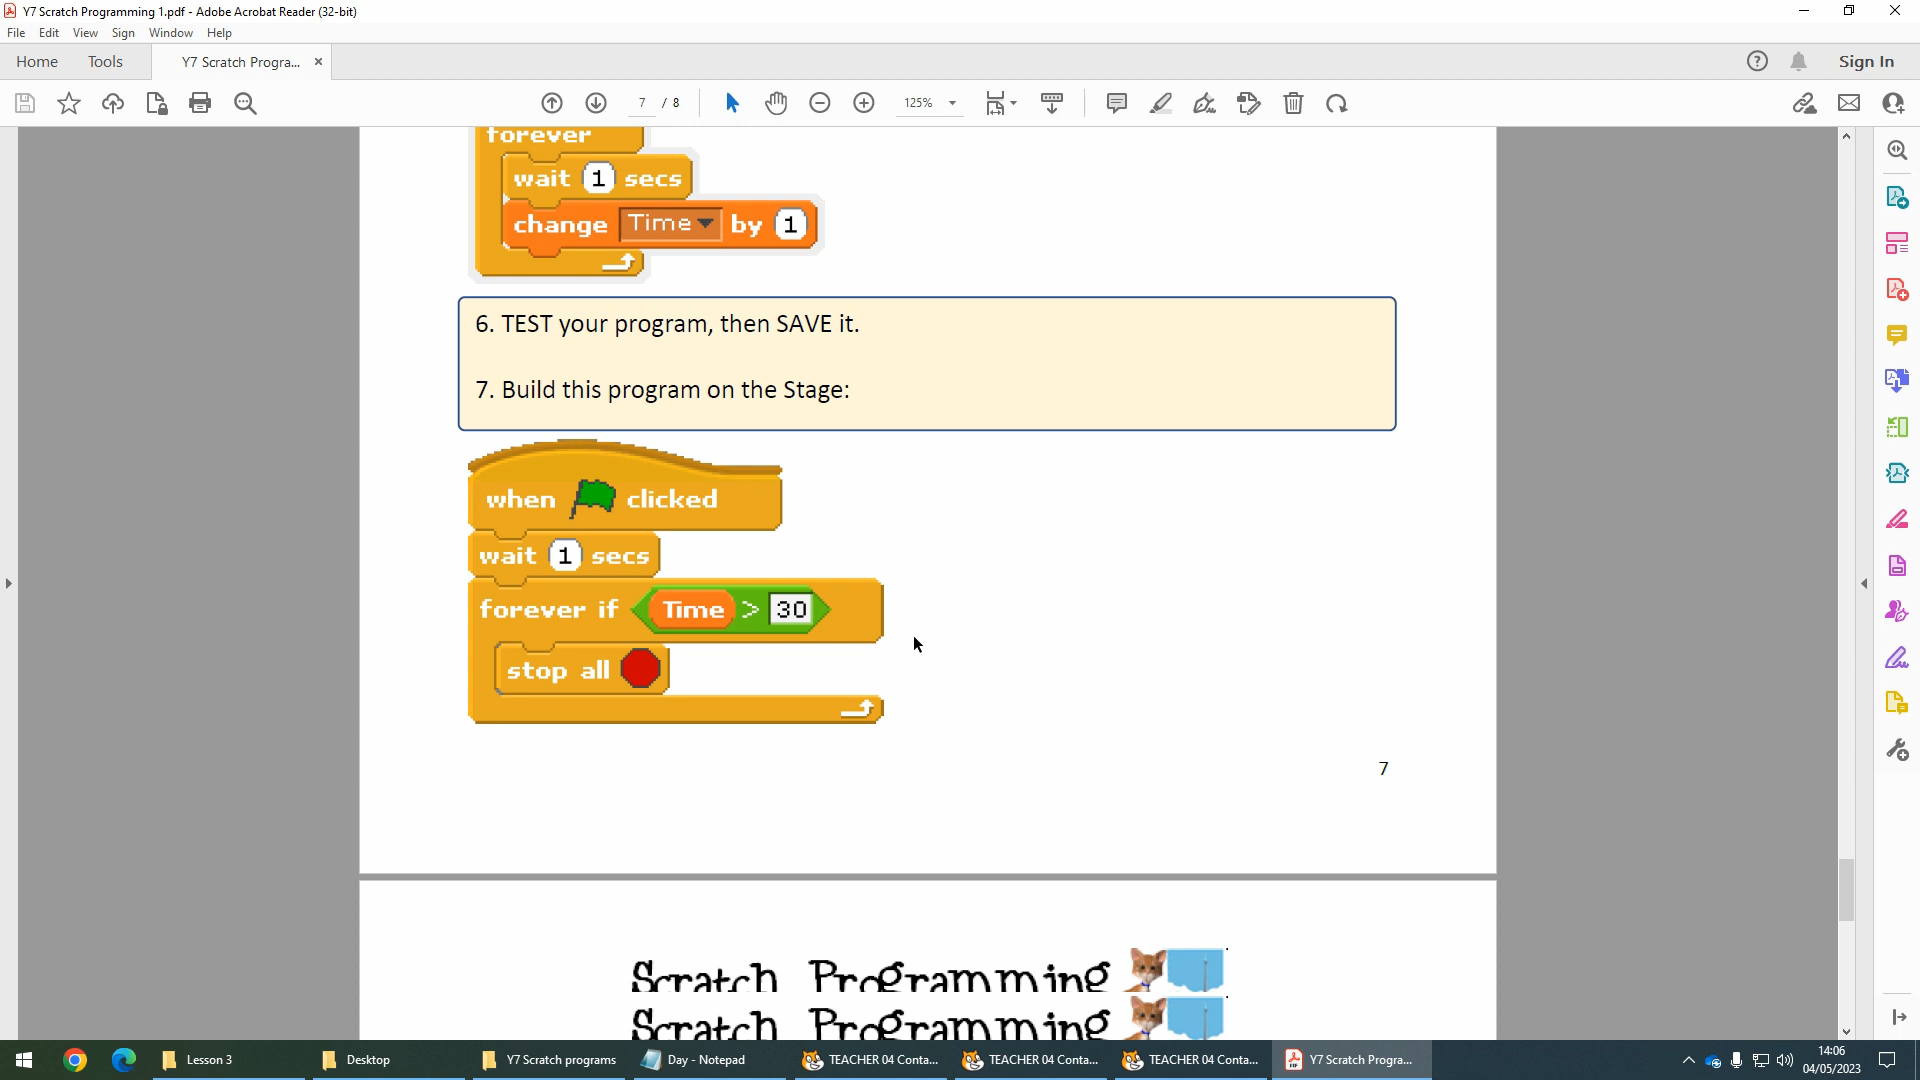 Y7 Scratch Programming 1.pdf - Adobe Acrobat Reader (32-bit)
File Edit View Sign Window Help
Home Tools Y7 Scratch Progra... × Sign In
7 / 8 125%
forever
wait 1 secs
change Time by 1
6. TEST your program, then SAVE it.
7. Build this program on the Stage:
when clicked
wait 1 secs
forever if Time > 30
stop all
7
Scratch Programming
Scratch Programming
Lesson 3 Desktop Y7 Scratch programs Day - Notepad TEACHER 04 Conta... TEACHER 04 Conta... TEACHER 04 Conta... Y7 Scratch Progra... 14:06
04/05/2023